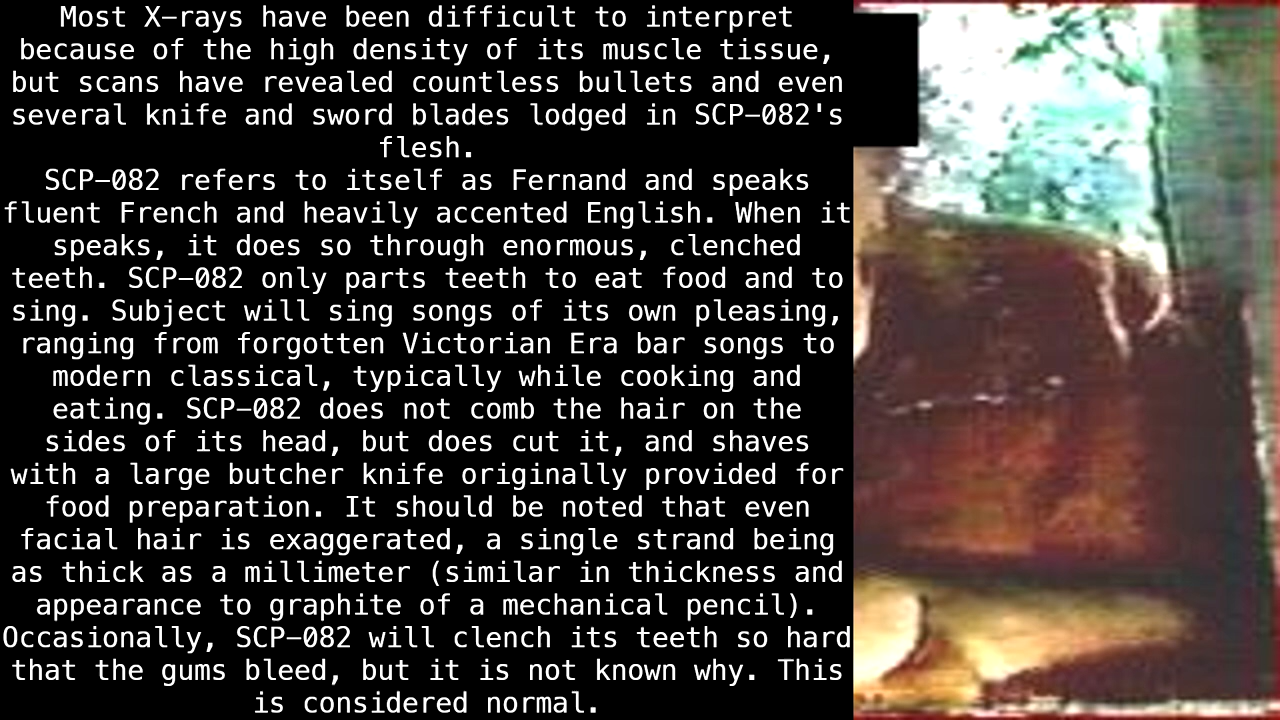 Most X-rays have been difficult to interpret
because of the high density of its muscle tissue,
but scans have revealed countless bullets and even
several knife and sword blades lodged in SCP-082's
flesh.
SCP-082 refers to itself as Fernand and speaks
fluent French and heavily accented English. When it
speaks, it does so through enormous, clenched
teeth. SCP-082 only parts teeth to eat food and to
sing. Subject will sing songs of its own pleasing,
ranging from forgotten Victorian Era bar songs to
modern classical, typically while cooking and
eating. SCP-082 does not comb the hair on the
sides of its head, but does cut it, and shaves
with a large butcher knife originally provided for
food preparation. It should be noted that even
facial hair is exaggerated, a single strand being
as thick as a millimeter (similar in thickness and
appearance to graphite of a mechanical pencil).
Occasionally, SCP-082 will clench its teeth so hard
that the gums bleed, but it is not known why. This
is considered normal.